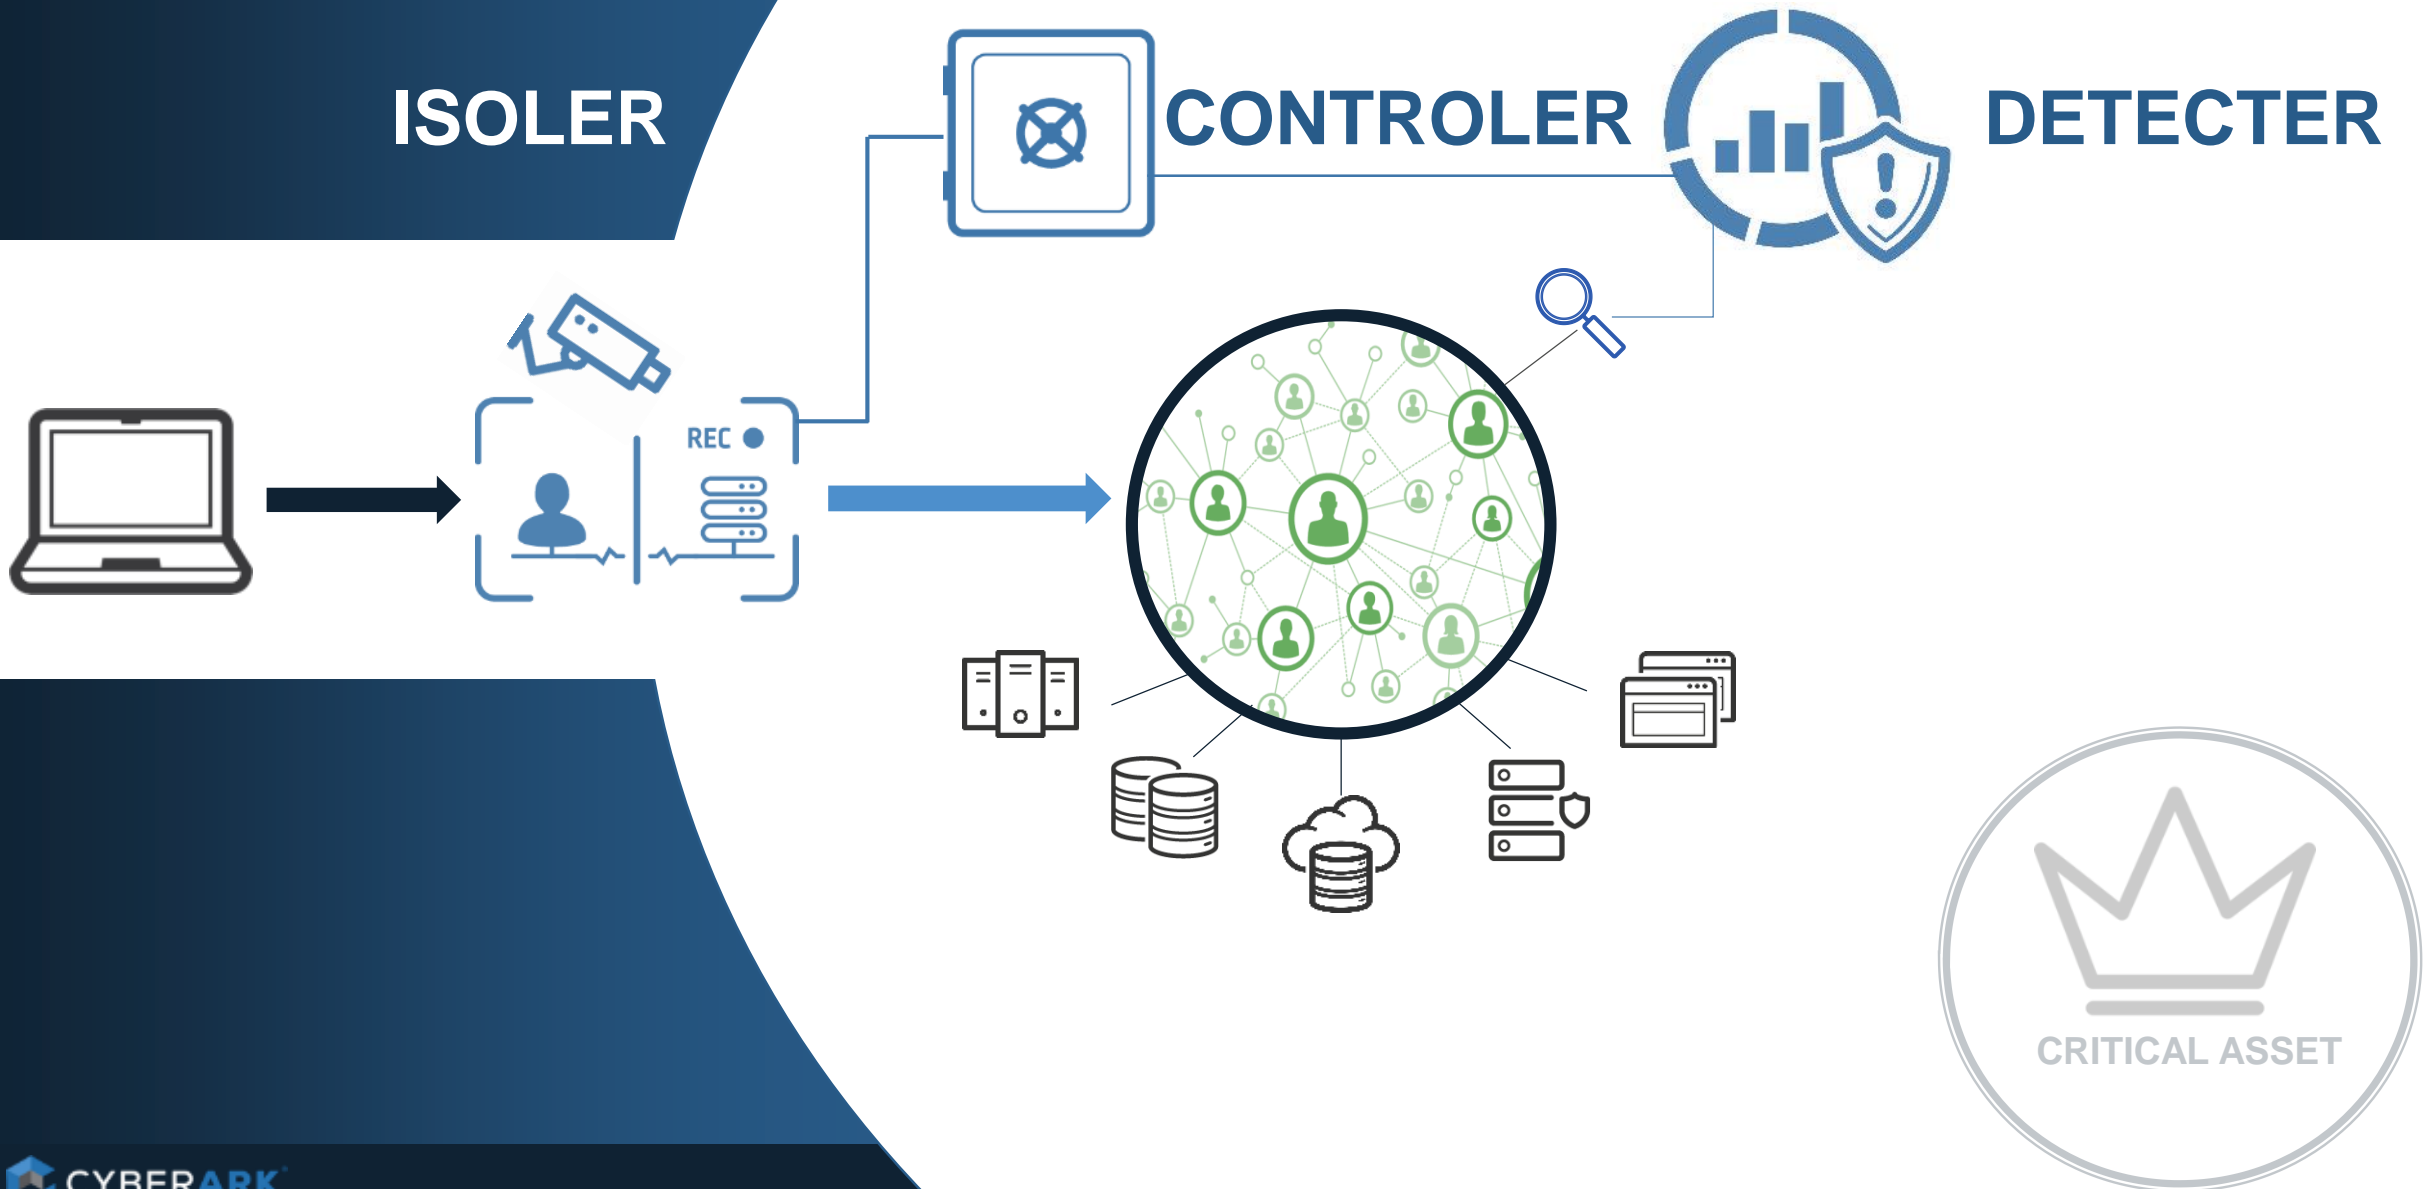 ISOLER
CONTROLER
DETECTER
REC
CRITICAL ASSET
CYBERARK